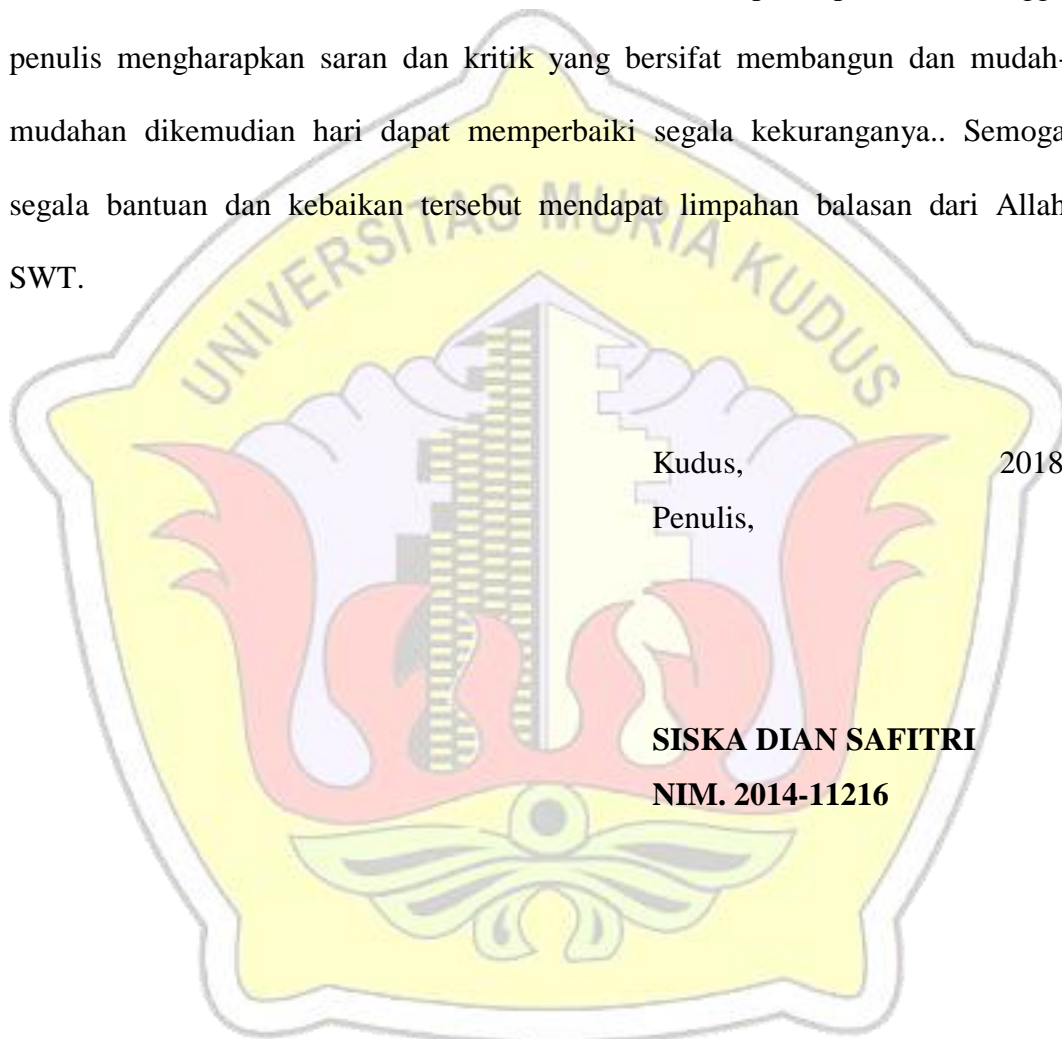 penulis mengharapkan saran dan kritik yang bersifat membangun dan mudah-
mudahan dikemudian hari dapat memperbaiki segala kekuranganya.. Semoga
segala bantuan dan kebaikan tersebut mendapat limpahan balasan dari Allah
SWT.
UNIVERSITAS MURIA KUDUS
Kudus, 2018
Penulis,
SISKA DIAN SAFITRI
NIM. 2014-11216